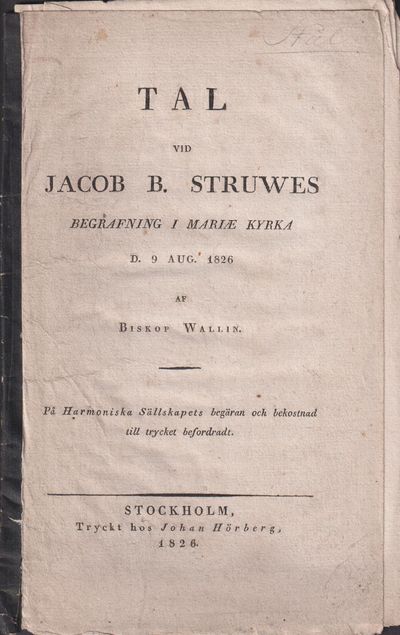 TAL
VID
JACOB B. STRUWES
BEGRAFNING I MARIÆ KYRKA
D. 9 AUG. 1826
AF
BISKOP WALLIN.
På Harmoniska Sällskapets begäran och bekostnad
till trycket befordradt.
STOCKHOLM,
Tryckt hos Johan Hörberg,
1826.